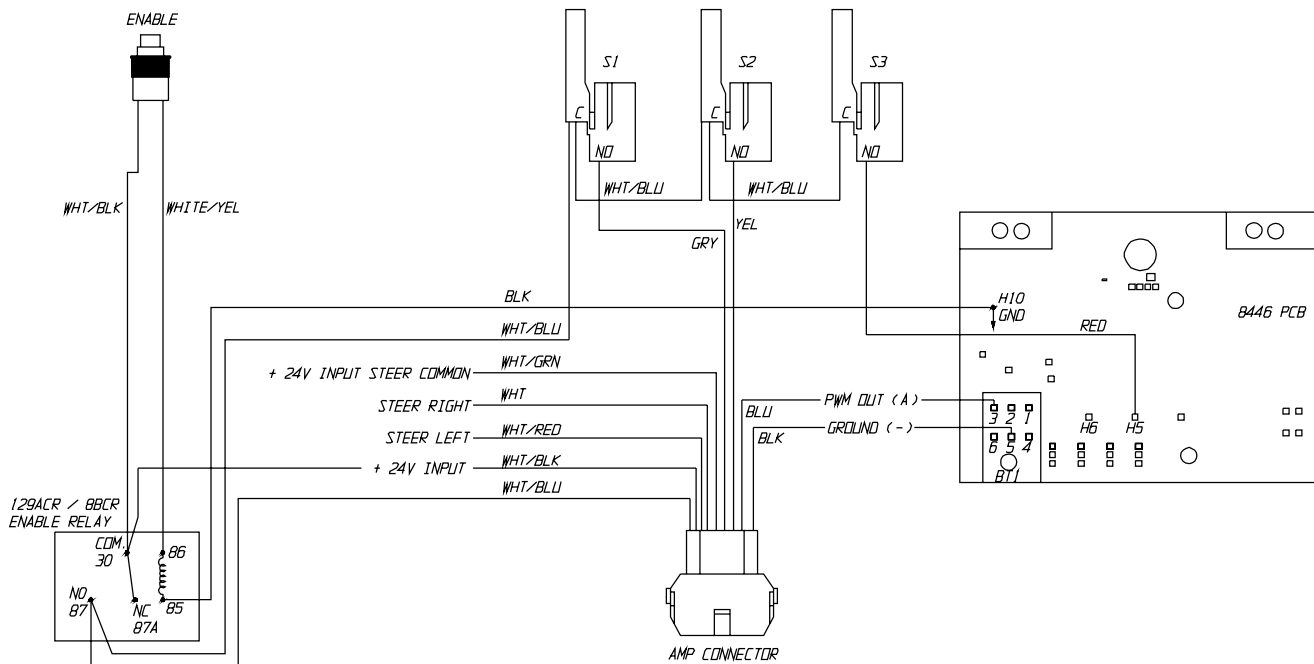 ENABLE
S1
S2
S3
C
C
C
NO
NO
NO
WHT/BLU
WHT/BLU
WHT/BLK
WHITE/YEL
YEL
GRY
BLK
H10
GND
8446 PCB
RED
WHT/BLU
+ 24V INPUT STEER COMMON
WHT/GRN
STEER RIGHT
WHT
PWM OUT (A)
BLU
3 2 1
STEER LEFT
WHT/RED
GROUND (-)
BLK
H6
H5
6 5 4
+ 24V INPUT
WHT/BLK
BT1
WHT/BLU
129ACR / 88CR
ENABLE RELAY
COM.
30
86
NO
87
NC
87A
85
AMP CONNECTOR